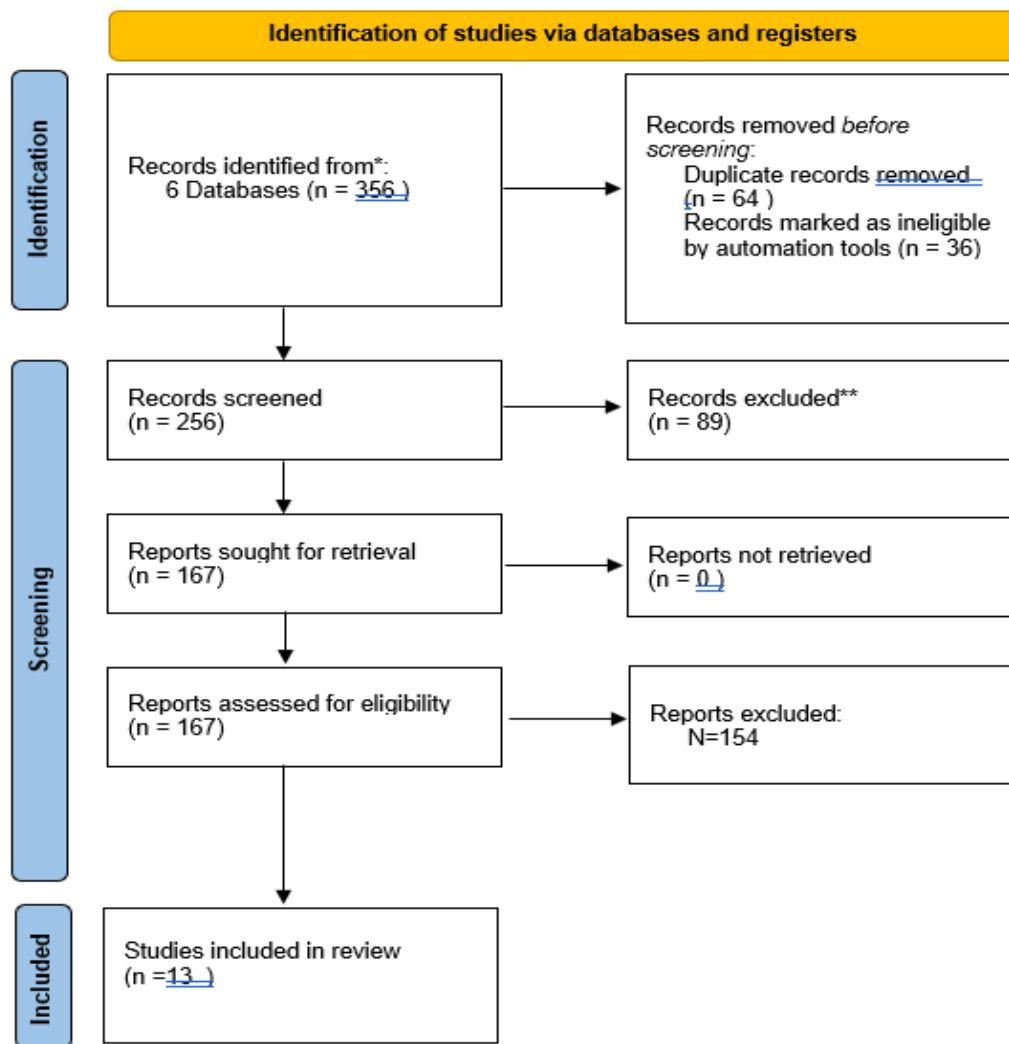 Identification of studies via databases and registers
Identification
Records identified from*:
6 Databases (n = 356 )
Records removed before
screening:
Duplicate records removed
(n = 64 )
Records marked as ineligible
by automation tools (n = 36)
Screening
Records screened
(n = 256)
Records excluded**
(n = 89)
Reports sought for retrieval
(n = 167)
Reports not retrieved
(n = 0 )
Reports assessed for eligibility
(n = 167)
Reports excluded:
N=154
Included
Studies included in review
(n =13 )